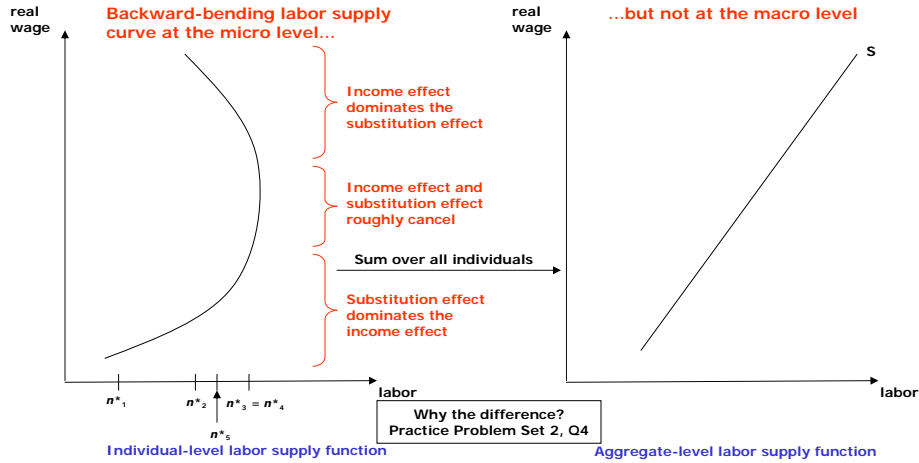 real
wage
Backward-bending labor supply
curve at the micro level…
Income effect
dominates the
substitution effect
Income effect and
substitution effect
roughly cancel
Sum over all individuals
Substitution effect
dominates the
income effect
labor
n*1
n*2
n*3 = n*4
n*5
Individual-level labor supply function
real
wage
…but not at the macro level
S
labor
Why the difference?
Practice Problem Set 2, Q4
Aggregate-level labor supply function